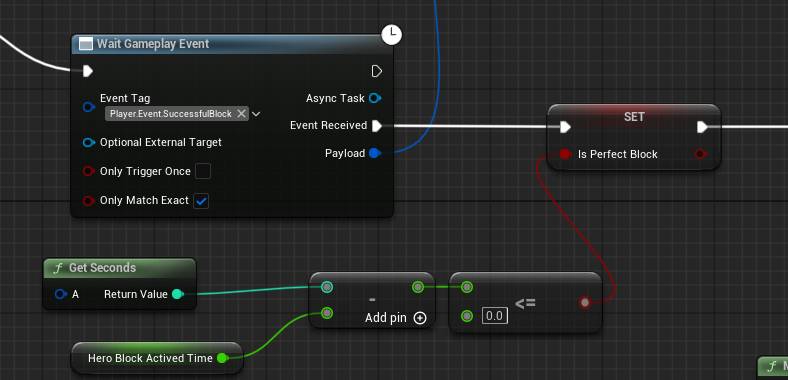 Wait Gameplay Event
Event Tag
Player.Event.SuccessfulBlock
Async Task
Event Received
Optional External Target
Payload
Only Trigger Once
Only Match Exact
SET
Is Perfect Block
f Get Seconds
A Return Value
-
Add pin
0.0 <=
Hero Block Actived Time
f